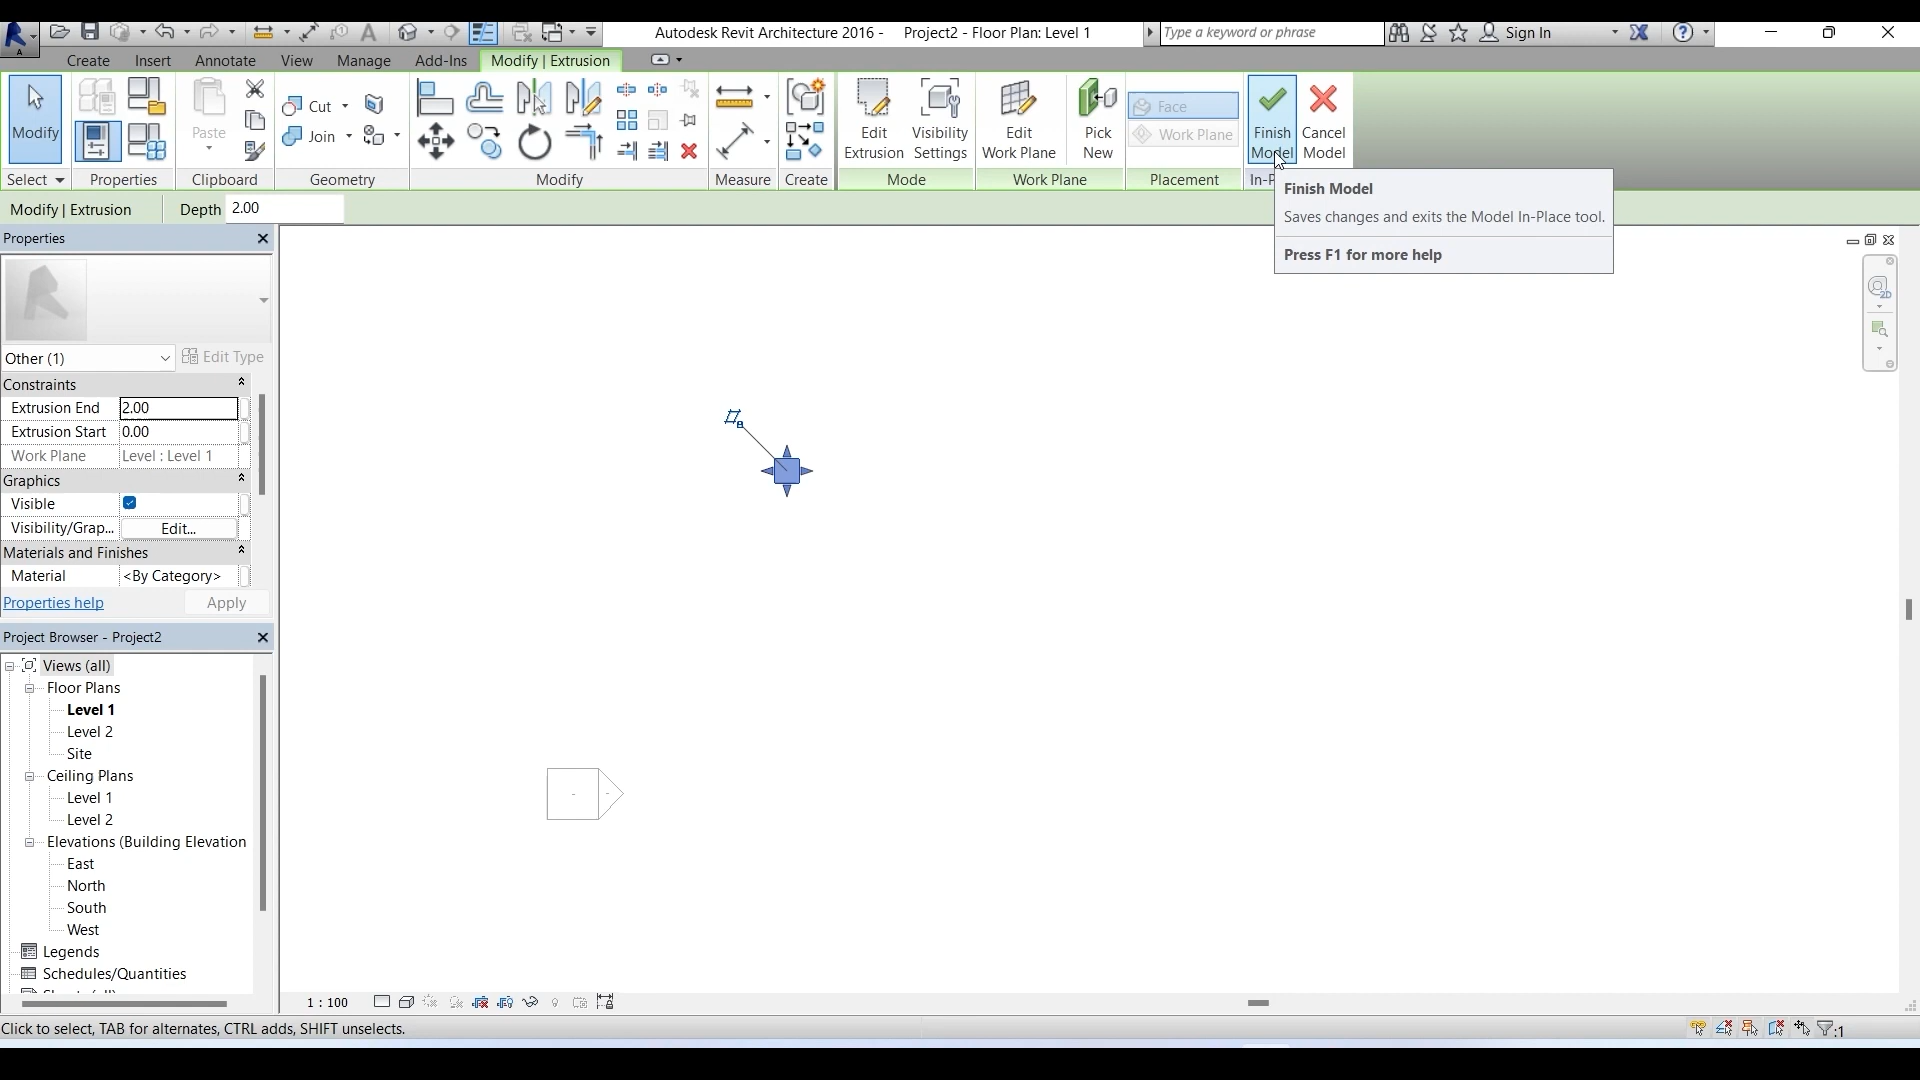 Autodesk Revit Architecture 2016 - Project2 - Floor Plan: Level 1
Type a keyword or phrase
Sign In
Create Insert Annotate View Manage Add-Ins Modify | Extrusion
Modify
Paste
Cut
Join
Edit Extrusion
Visibility Settings
Edit Work Plane
Pick New
Face
Work Plane
Finish Model
Cancel Model
Select Properties Clipboard Geometry Modify Measure Create Mode Work Plane Placement In-P
Finish Model
Saves changes and exits the Model In-Place tool.
Press F1 for more help
Modify | Extrusion Depth 2.00
Properties
Other (1) Edit Type
Constraints
Extrusion End 2.00
Extrusion Start 0.00
Work Plane Level : Level 1
Graphics
Visible
Visibility/Grap... Edit...
Materials and Finishes
Material <By Category>
Properties help Apply
Project Browser - Project2
Views (all)
Floor Plans
Level 1
Level 2
Site
Ceiling Plans
Level 1
Level 2
Elevations (Building Elevation
East
North
South
West
Legends
Schedules/Quantities
2D
1 : 100
Click to select, TAB for alternates, CTRL adds, SHIFT unselects.
:1